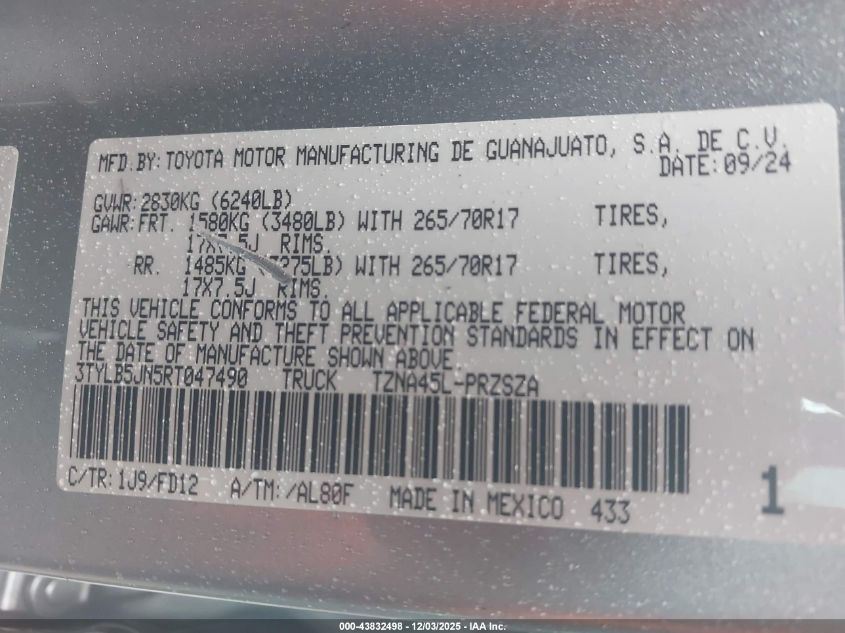 MFD.BY:TOYOTA MOTOR MANUFACTURING DE GUANAJUATO, S.A. DE C.V.
DATE:09/24
GVWR:2830KG (6240LB)
GAWR:FRT. 1580KG (3480LB) WITH 265/70R17 TIRES,
17X7.5J RIMS.
RR. 1485KG (3275LB) WITH 265/70R17 TIRES,
17X7.5J RIMS.
THIS VEHICLE CONFORMS TO ALL APPLICABLE FEDERAL MOTOR
VEHICLE SAFETY AND THEFT PREVENTION STANDARDS IN EFFECT ON
THE DATE OF MANUFACTURE SHOWN ABOVE.
3TYLB5JN5RT047490 TRUCK TZNA45L-PRZSZA
C/TR:1J9/FD12 A/TM:/AL80F MADE IN MEXICO 433
1
000-43832498 - 12/03/2025 - IAA Inc.